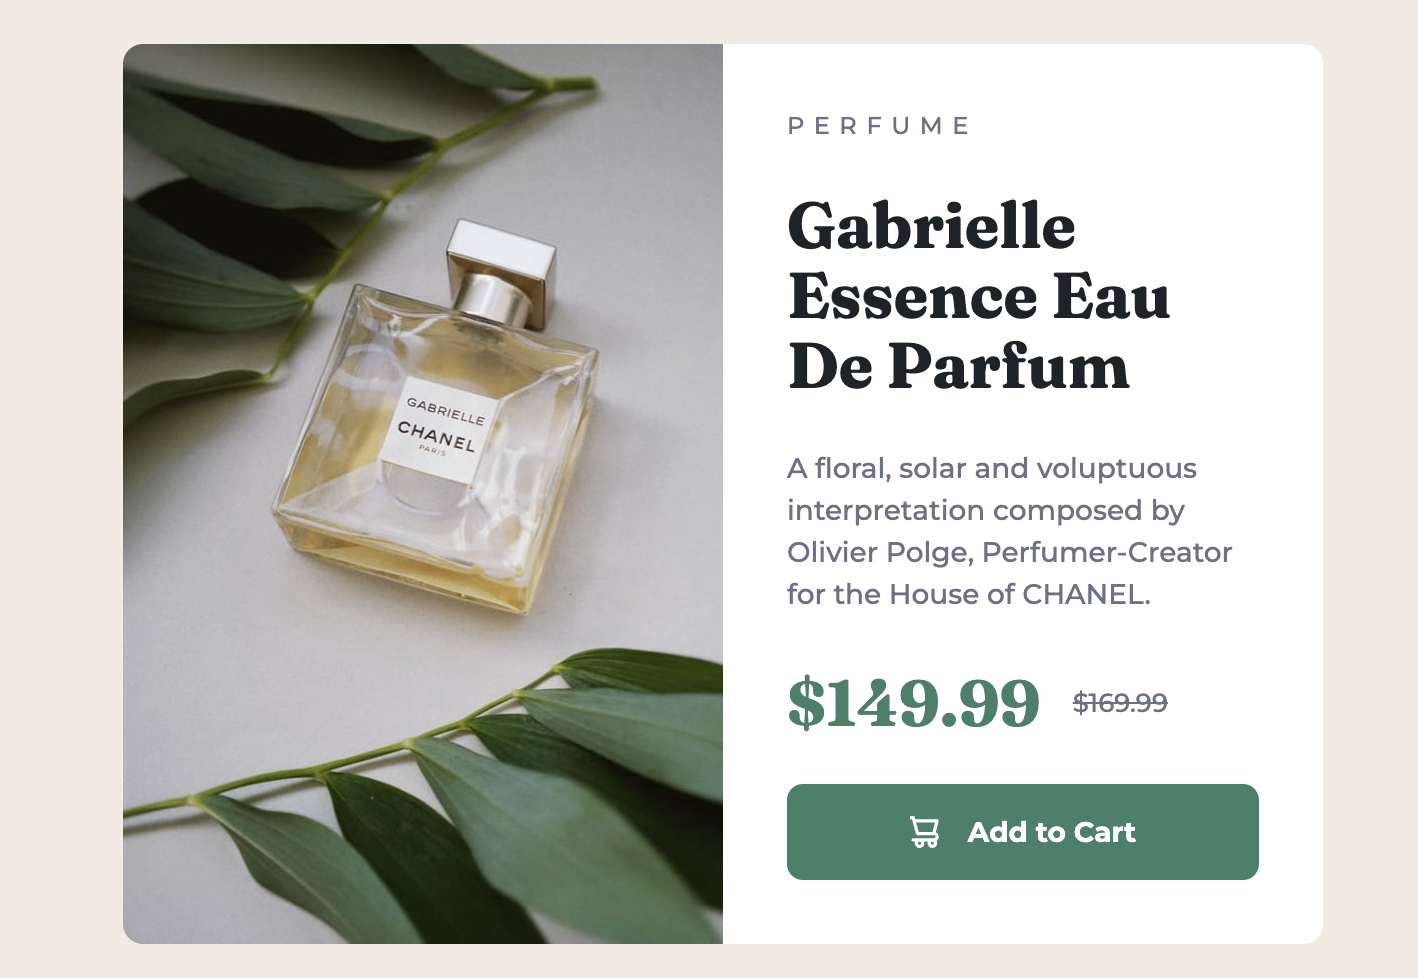 GABRIELLE
CHANEL
PARIS
PERFUME
Gabrielle
Essence Eau
De Parfum
A floral, solar and voluptuous
interpretation composed by
Olivier Polge, Perfumer-Creator
for the House of CHANEL.
$149.99 $169.99
Add to Cart